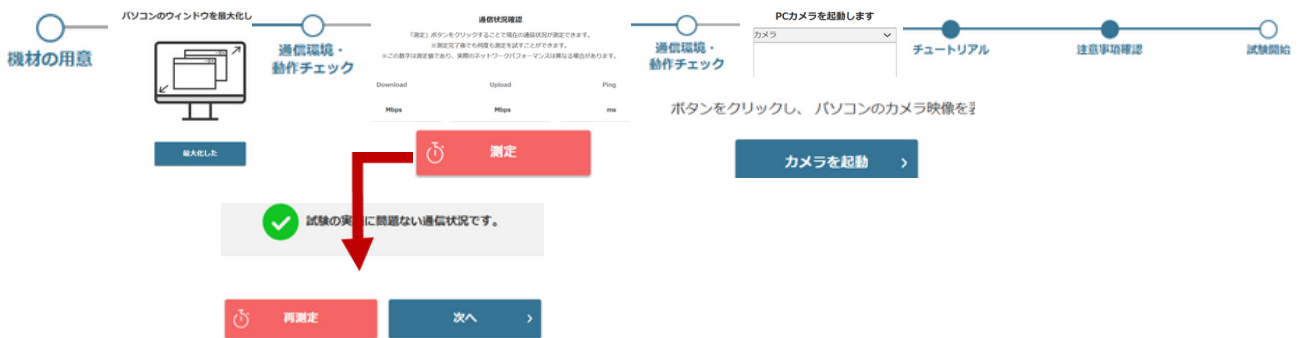 機材の用意
パソコンのウィンドウを最大化し
最大化した
通信環境・
動作チェック
通信状況確認
「測定」ボタンをクリックすることで現在の通信状況が測定できます。
※測定完了後でも何度も測定を試すことができます。
※この数字は測定値であり、実際のネットワークパフォーマンスは異なる場合があります。
Download Upload Ping
Mbps Mbps ms
測定
試験の実 に問題ない通信状況です。
再測定
次へ
通信環境・
動作チェック
PCカメラを起動します
カメラ
ボタンをクリックし、パソコンのカメラ映像を
カメラを起動
チュートリアル
注意事項確認
試験開始